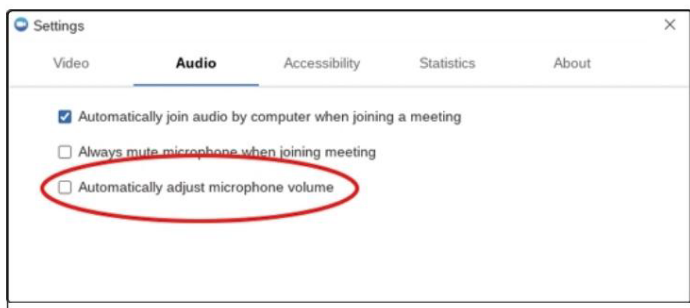 Settings
Video Audio Accessibility Statistics About
Automatically join audio by computer when joining a meeting
Always mute microphone when joining meeting
Automatically adjust microphone volume